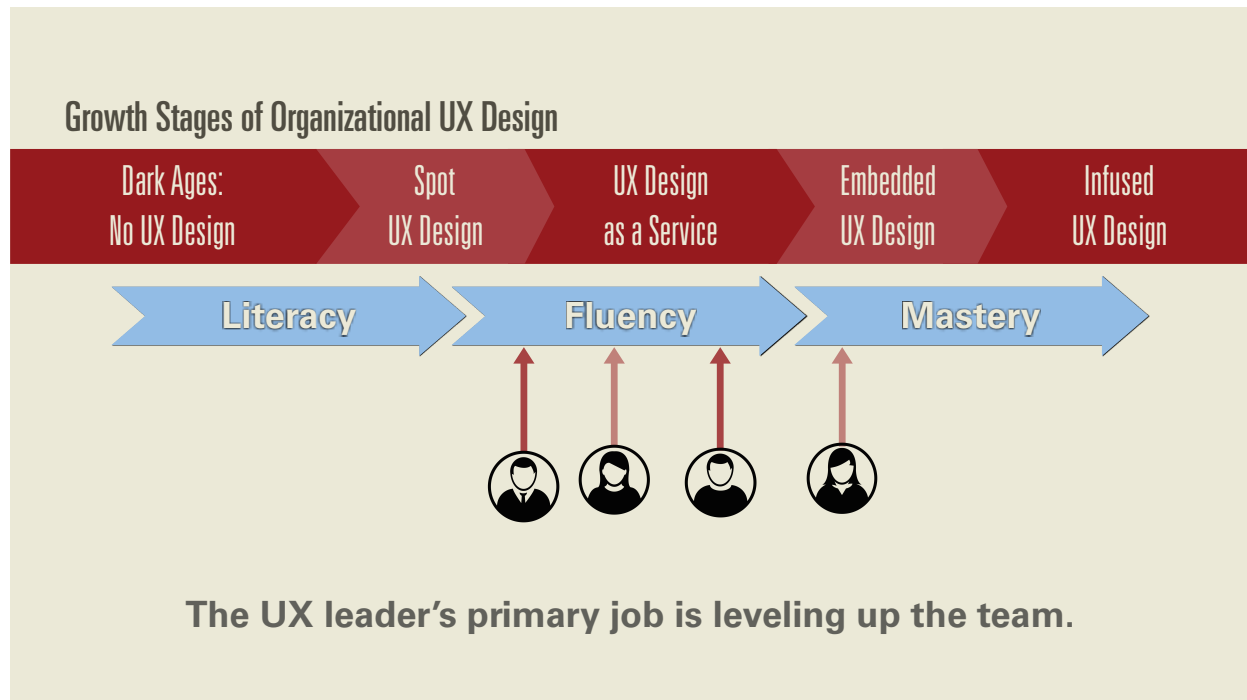 Growth Stages of Organizational UX Design
Dark Ages:
No UX Design
Spot
UX Design
UX Design
as a Service
Embedded
UX Design
Infused
UX Design
Literacy
Fluency
Mastery
The UX leader’s primary job is leveling up the team.